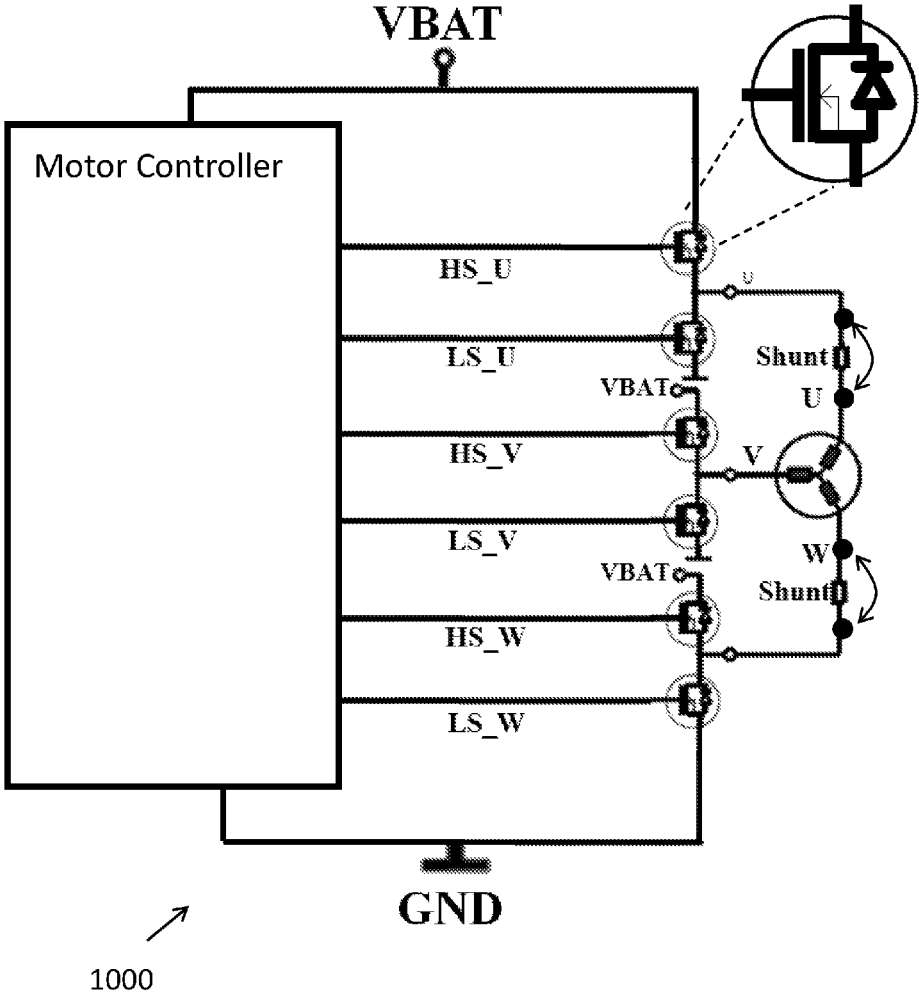 VBAT
Motor Controller
HS_U
U
LS_U
Shunt
VBAT
U
HS_V
V
LS_V
W
VBAT
Shunt
HS_W
LS_W
GND
1000